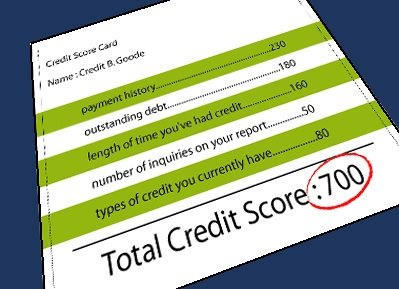 Credit Score Card
Name : Credit B. Goode
payment history...............................................230
outstanding debt..............................................180
length of time you've had credit.....................160
number of inquiries on your report..............50
types of credit you currently have..................80
Total Credit Score :700